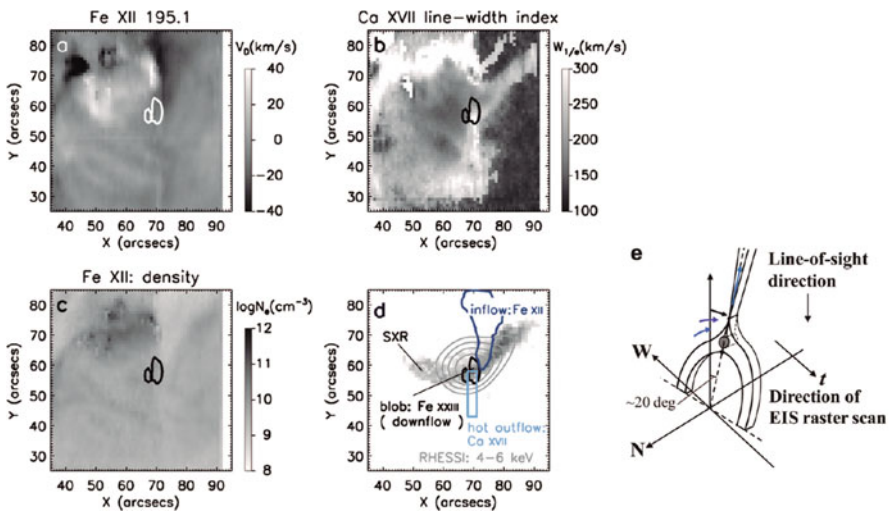 Fe XII 195.1
a
V_D(km/s)
40
20
0
-20
-40
80
70
60
50
40
30
Y (arcsecs)
40 50 60 70 80 90
X (arcsecs)
Ca XVII line-width index
b
W_1/e(km/s)
300
250
200
150
100
80
70
60
50
40
30
Y (arcsecs)
40 50 60 70 80 90
X (arcsecs)
Fe XII: density
c
logN_e(cm⁻³)
12
11
10
9
8
80
70
60
50
40
30
Y (arcsecs)
40 50 60 70 80 90
X (arcsecs)
d
inflow: Fe XII
SXR
blob: Fe XXIII
( downflow )
hot outflow:
Ca XVII
RHESSI: 4–6 keV
80
70
60
50
40
30
Y (arcsecs)
40 50 60 70 80 90
X (arcsecs)
e
Line-of-sight
direction
W
~20 deg
t
Direction of
EIS raster scan
N